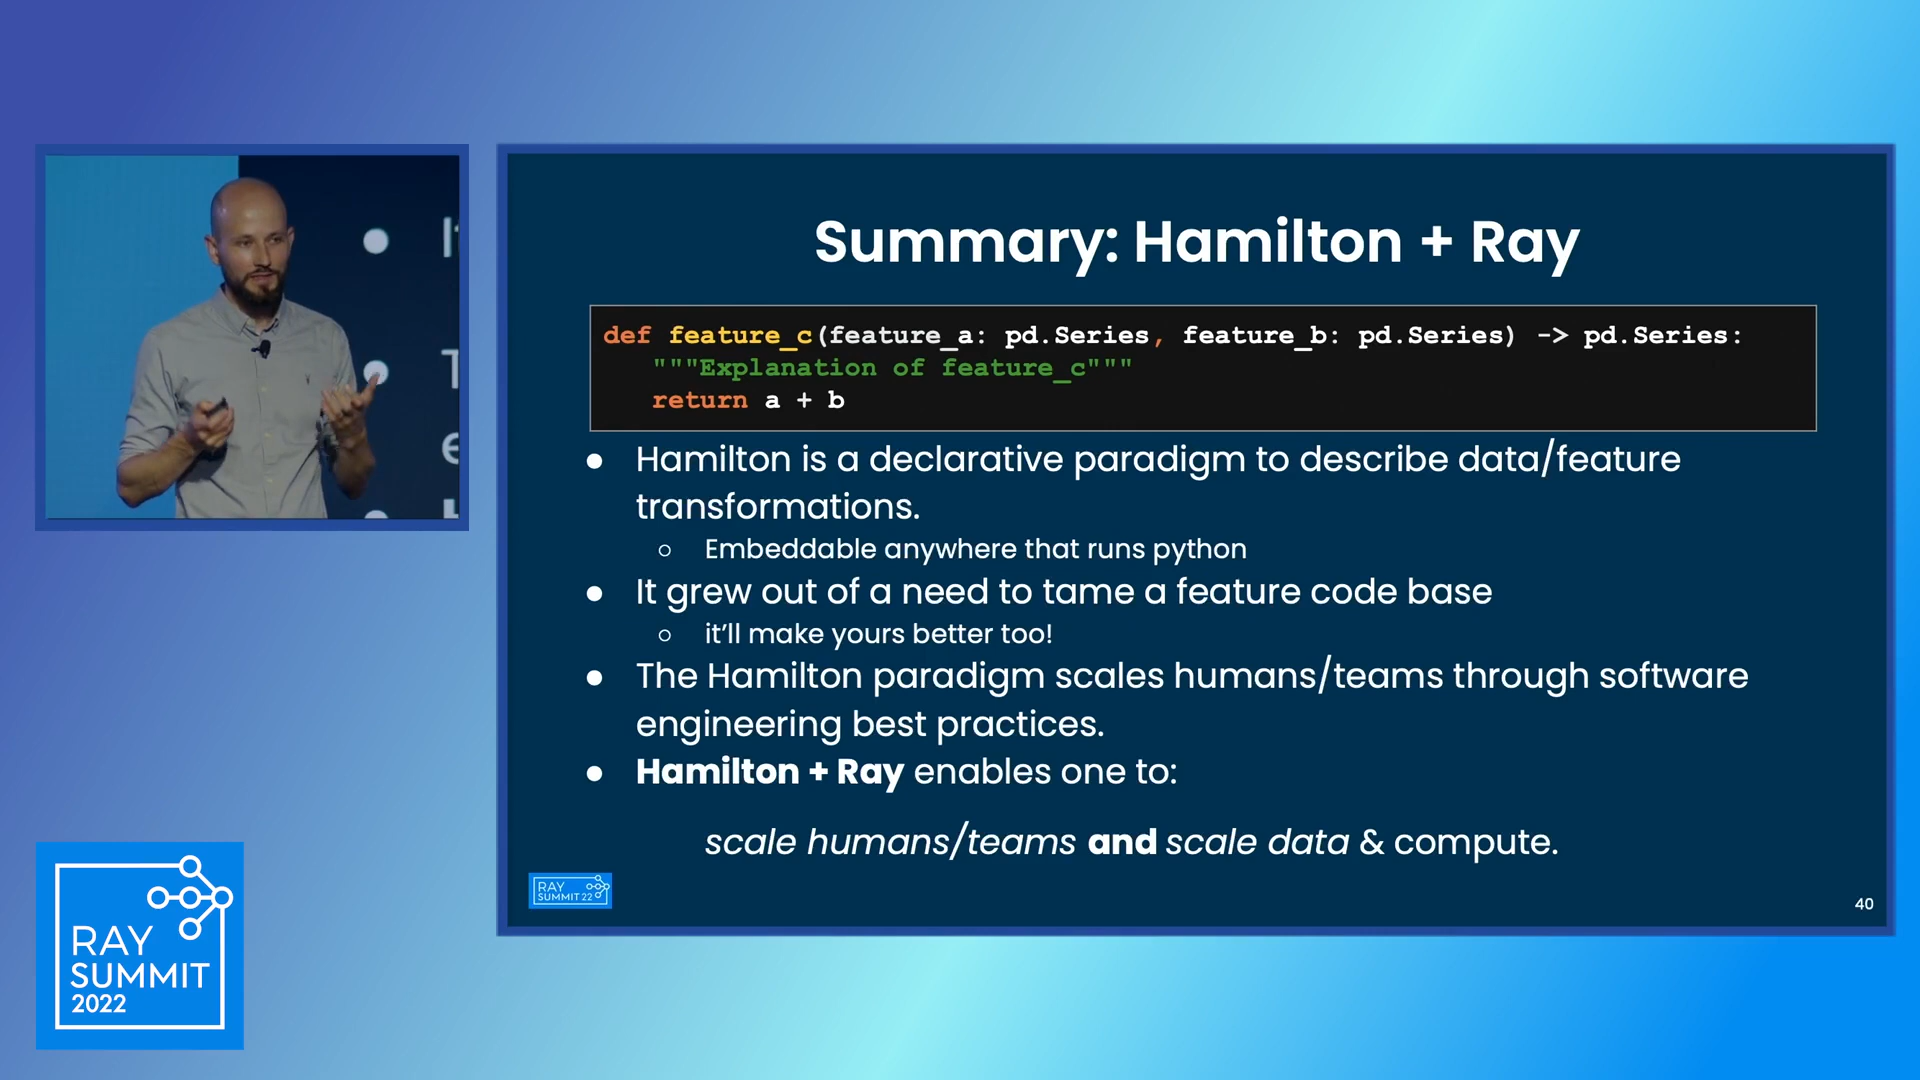 Summary: Hamilton + Ray
def feature_c(feature_a: pd.Series, feature_b: pd.Series) -> pd.Series:
"""Explanation of feature_c"""
return a + b
● Hamilton is a declarative paradigm to describe data/feature
transformations.
○ Embeddable anywhere that runs python
● It grew out of a need to tame a feature code base
○ it'll make yours better too!
● The Hamilton paradigm scales humans/teams through software
engineering best practices.
● Hamilton + Ray enables one to:
scale humans/teams and scale data & compute.
RAY
SUMMIT 22
40
RAY
SUMMIT
2022